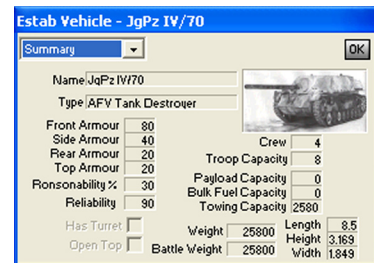 Estab Vehicle - JgPz IV/70
Summary
OK
Name JgPz IV/70
Type AFV Tank Destroyer
Front Armour 80
Side Armour 40
Rear Armour 20
Top Armour 20
Ronsonability % 30
Reliability 90
Has Turret
Open Top
Crew 4
Troop Capacity 8
Payload Capacity 0
Bulk Fuel Capacity 0
Towing Capacity 2580
Weight 25800
Battle Weight 25800
Length 8.5
Height 3.169
Width 1.849